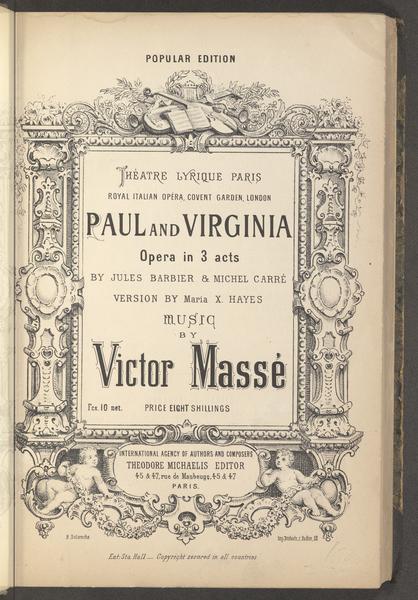 POPULAR EDITION
THÉATRE LYRIQUE PARIS
ROYAL ITALIAN OPÉRA, COVENT GARDEN, LONDON
PAUL AND VIRGINIA
Opera in 3 acts
BY JULES BARBIER & MICHEL CARRÉ
VERSION BY Maria X. HAYES
MUSIC
BY
Victor Massé
Fcs. 10 net. PRICE EIGHT SHILLINGS
INTERNATIONAL AGENCY OF AUTHORS AND COMPOSERS
THEODORE MICHAELIS EDITOR
45 & 47, rue de Maubeuge, 45 & 47
PARIS.
Ent. Sta. Hall — Copyright secured in all countries